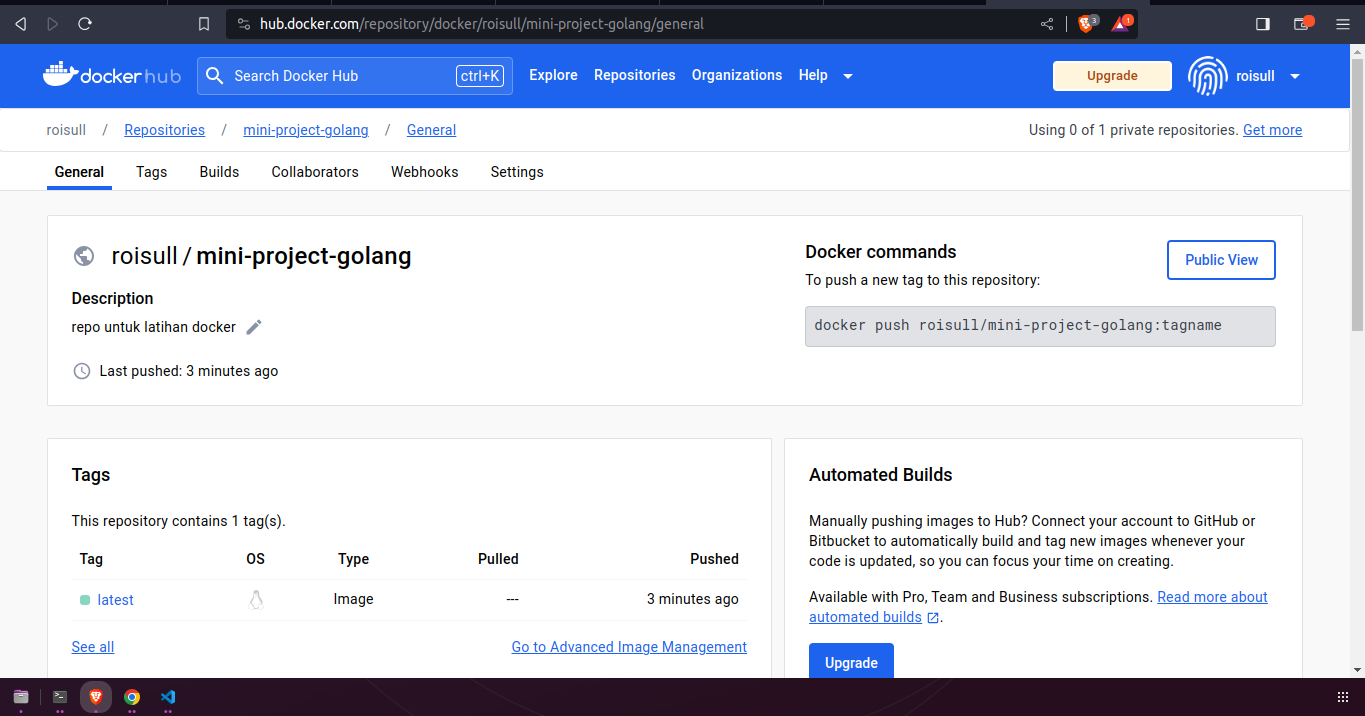 hub.docker.com/repository/docker/roisull/mini-project-golang/general
3
1
dockerhub
Search Docker Hub
ctrl+K
Explore
Repositories
Organizations
Help
Upgrade
roisull
roisull / Repositories / mini-project-golang / General
Using 0 of 1 private repositories. Get more
General
Tags
Builds
Collaborators
Webhooks
Settings
roisull / mini-project-golang
Description
repo untuk latihan docker
Last pushed: 3 minutes ago
Docker commands
Public View
To push a new tag to this repository:
docker push roisull/mini-project-golang:tagname
Tags
This repository contains 1 tag(s).
Tag OS Type Pulled Pushed
latest Image --- 3 minutes ago
See all
Go to Advanced Image Management
Automated Builds
Manually pushing images to Hub? Connect your account to GitHub or
Bitbucket to automatically build and tag new images whenever your
code is updated, so you can focus your time on creating.
Available with Pro, Team and Business subscriptions. Read more about
automated builds .
Upgrade